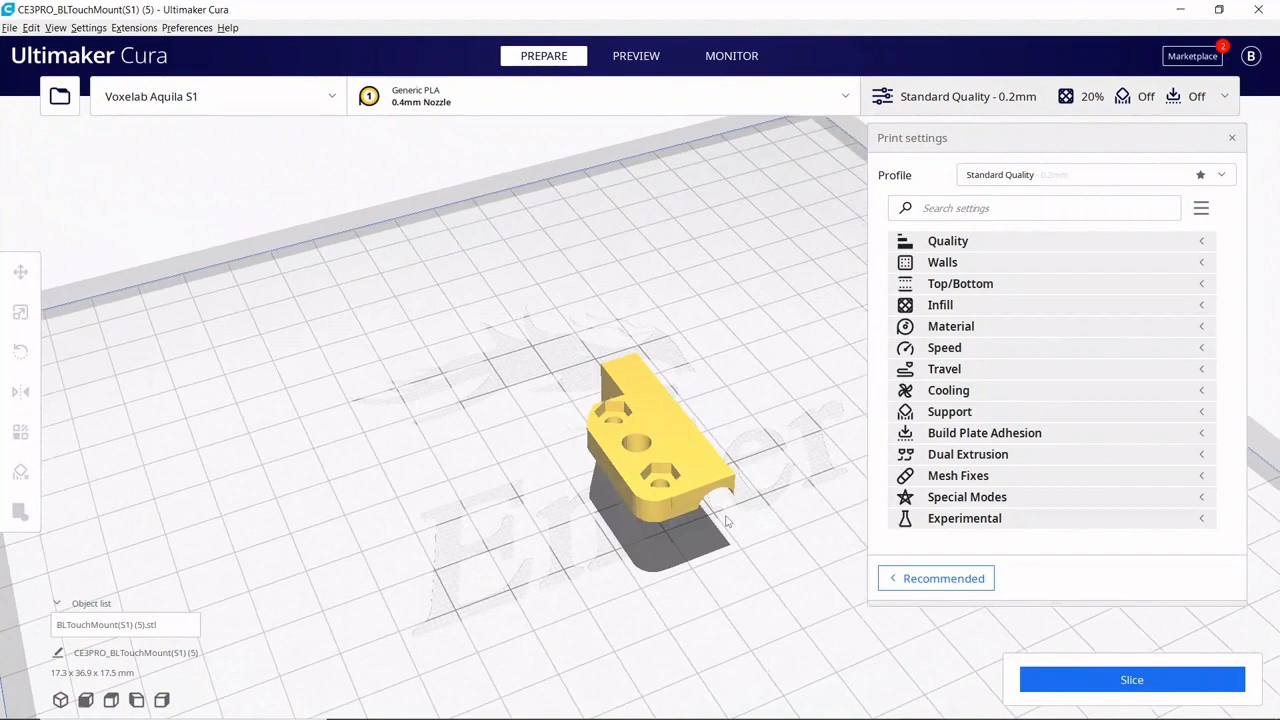 CE3PRO_BLTouchMount(S1) (5) - Ultimaker Cura
File Edit View Settings Extensions Preferences Help
Ultimaker Cura
PREPARE
PREVIEW
MONITOR
Marketplace
2
B
Voxelab Aquila S1
1
Generic PLA
0.4mm Nozzle
Standard Quality - 0.2mm
20%
Off
Off
Print settings
Profile
Standard Quality - 0.2mm
Search settings
Quality
Walls
Top/Bottom
Infill
Material
Speed
Travel
Cooling
Support
Build Plate Adhesion
Dual Extrusion
Mesh Fixes
Special Modes
Experimental
Recommended
Object list
BLTouchMount(S1) (5).stl
CE3PRO_BLTouchMount(S1) (5)
17.3 x 36.9 x 17.5 mm
Slice